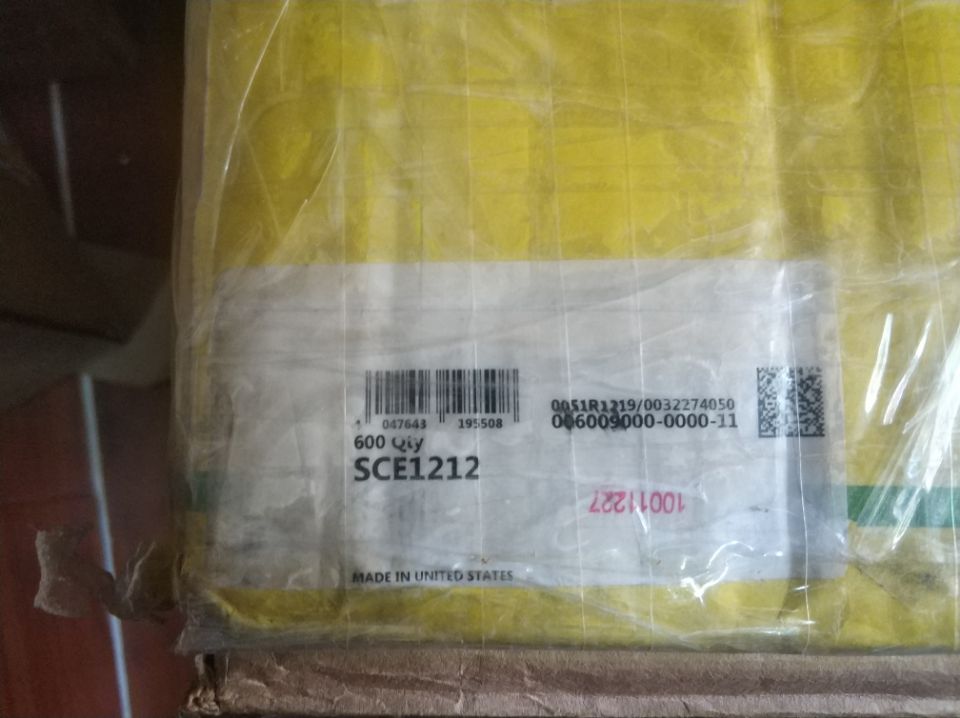 1 047643 195508
0051R1219/0032274050
006009000-0000-11
600 Qty
SCE1212
10011227
MADE IN UNITED STATES